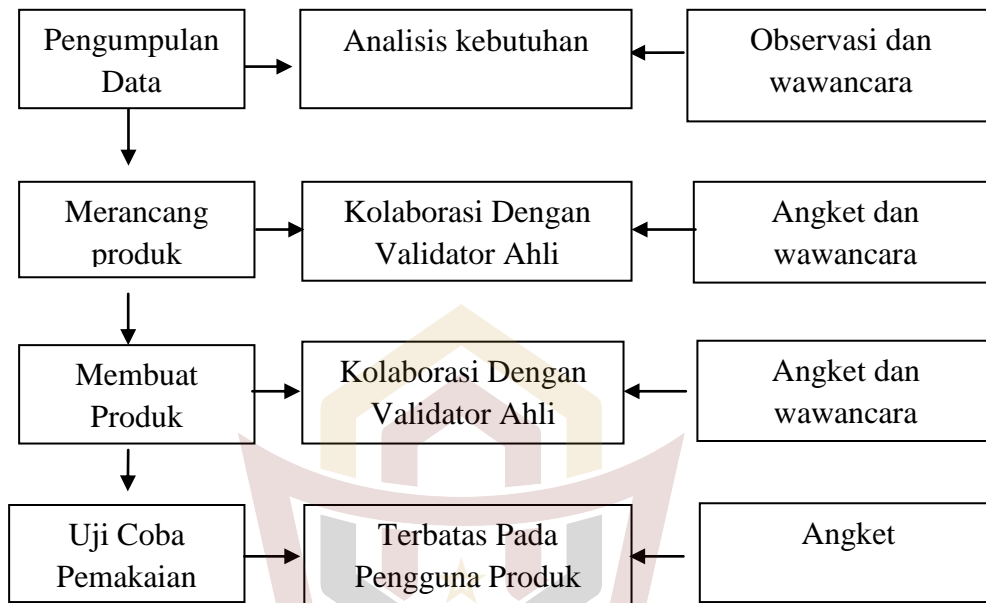 Pengumpulan
Data
Analisis kebutuhan
Observasi dan
wawancara
Merancang
produk
Kolaborasi Dengan
Validator Ahli
Angket dan
wawancara
Membuat
Produk
Kolaborasi Dengan
Validator Ahli
Angket dan
wawancara
Uji Coba
Pemakaian
Terbatas Pada
Pengguna Produk
Angket